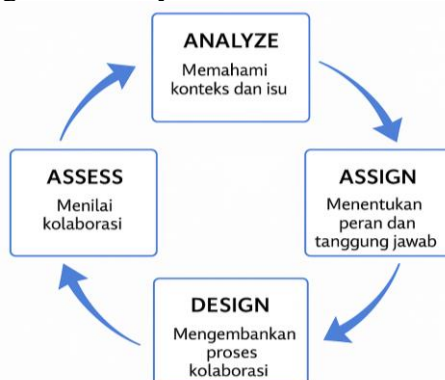 ANALYZE
Memahami
konteks dan isu
ASSIGN
Menentukan
peran dan
tanggung jawab
DESIGN
Mengembankan
proses
kolaborasi
ASSESS
Menilai
kolaborasi